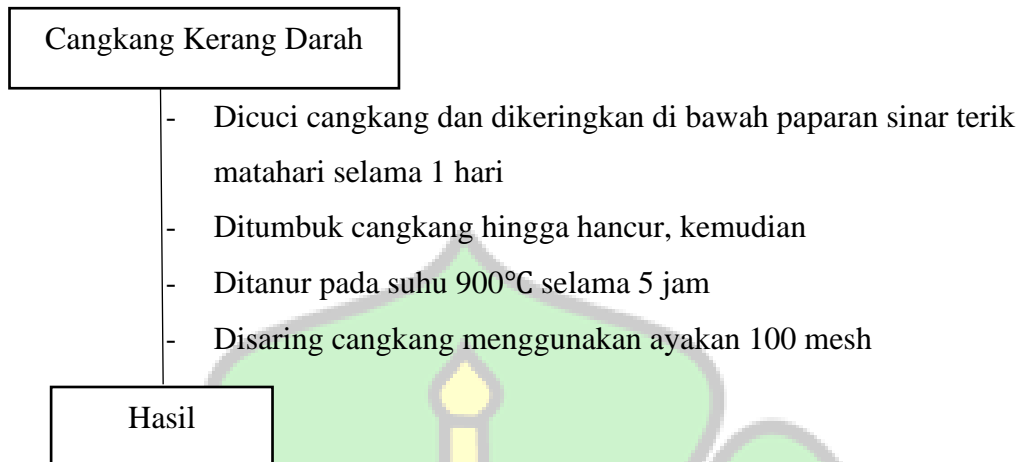 Cangkang Kerang Darah
- Dicuci cangkang dan dikeringkan di bawah paparan sinar terik
matahari selama 1 hari
- Ditumbuk cangkang hingga hancur, kemudian
- Ditanur pada suhu 900℃ selama 5 jam
- Disaring cangkang menggunakan ayakan 100 mesh
Hasil